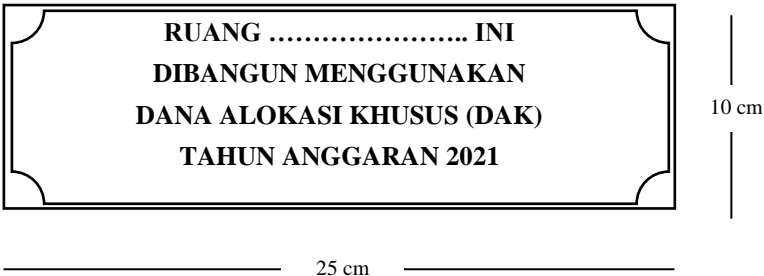 RUANG ………………….. INI
DIBANGUN MENGGUNAKAN
DANA ALOKASI KHUSUS (DAK)
TAHUN ANGGARAN 2021
10 cm
25 cm